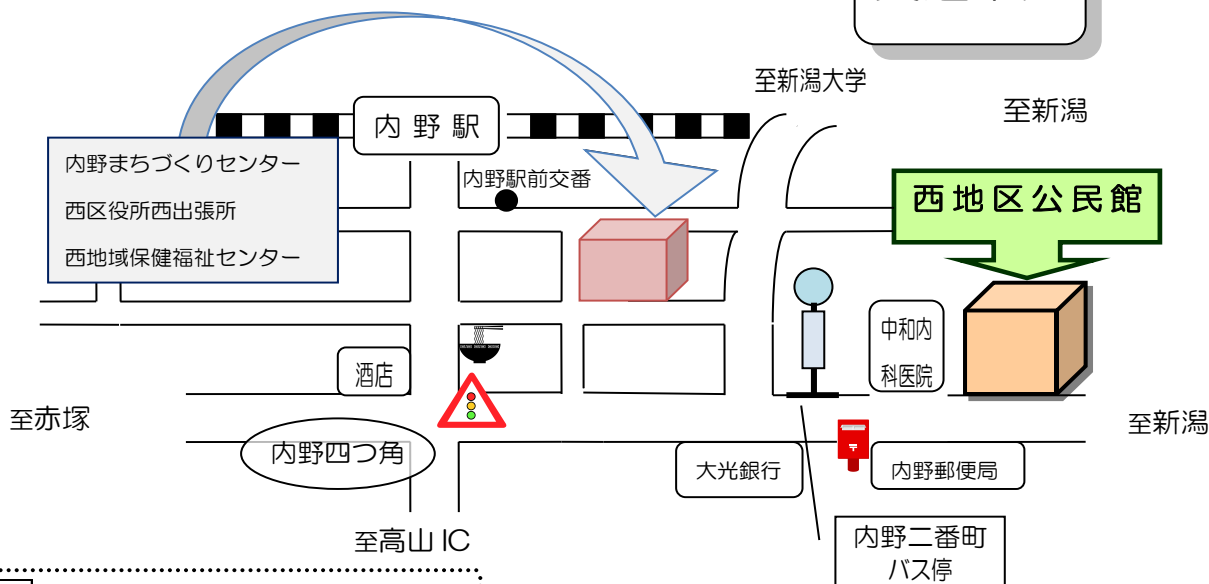 至新潟大学
至新潟
内 野 駅
内野まちづくりセンター
西区役所西出張所
西地域保健福祉センター
内野駅前交番
西地区公民館
中和内
科医院
酒店
至赤塚
至新潟
内野四つ角
大光銀行
内野郵便局
至高山 IC
内野二番町
バス停